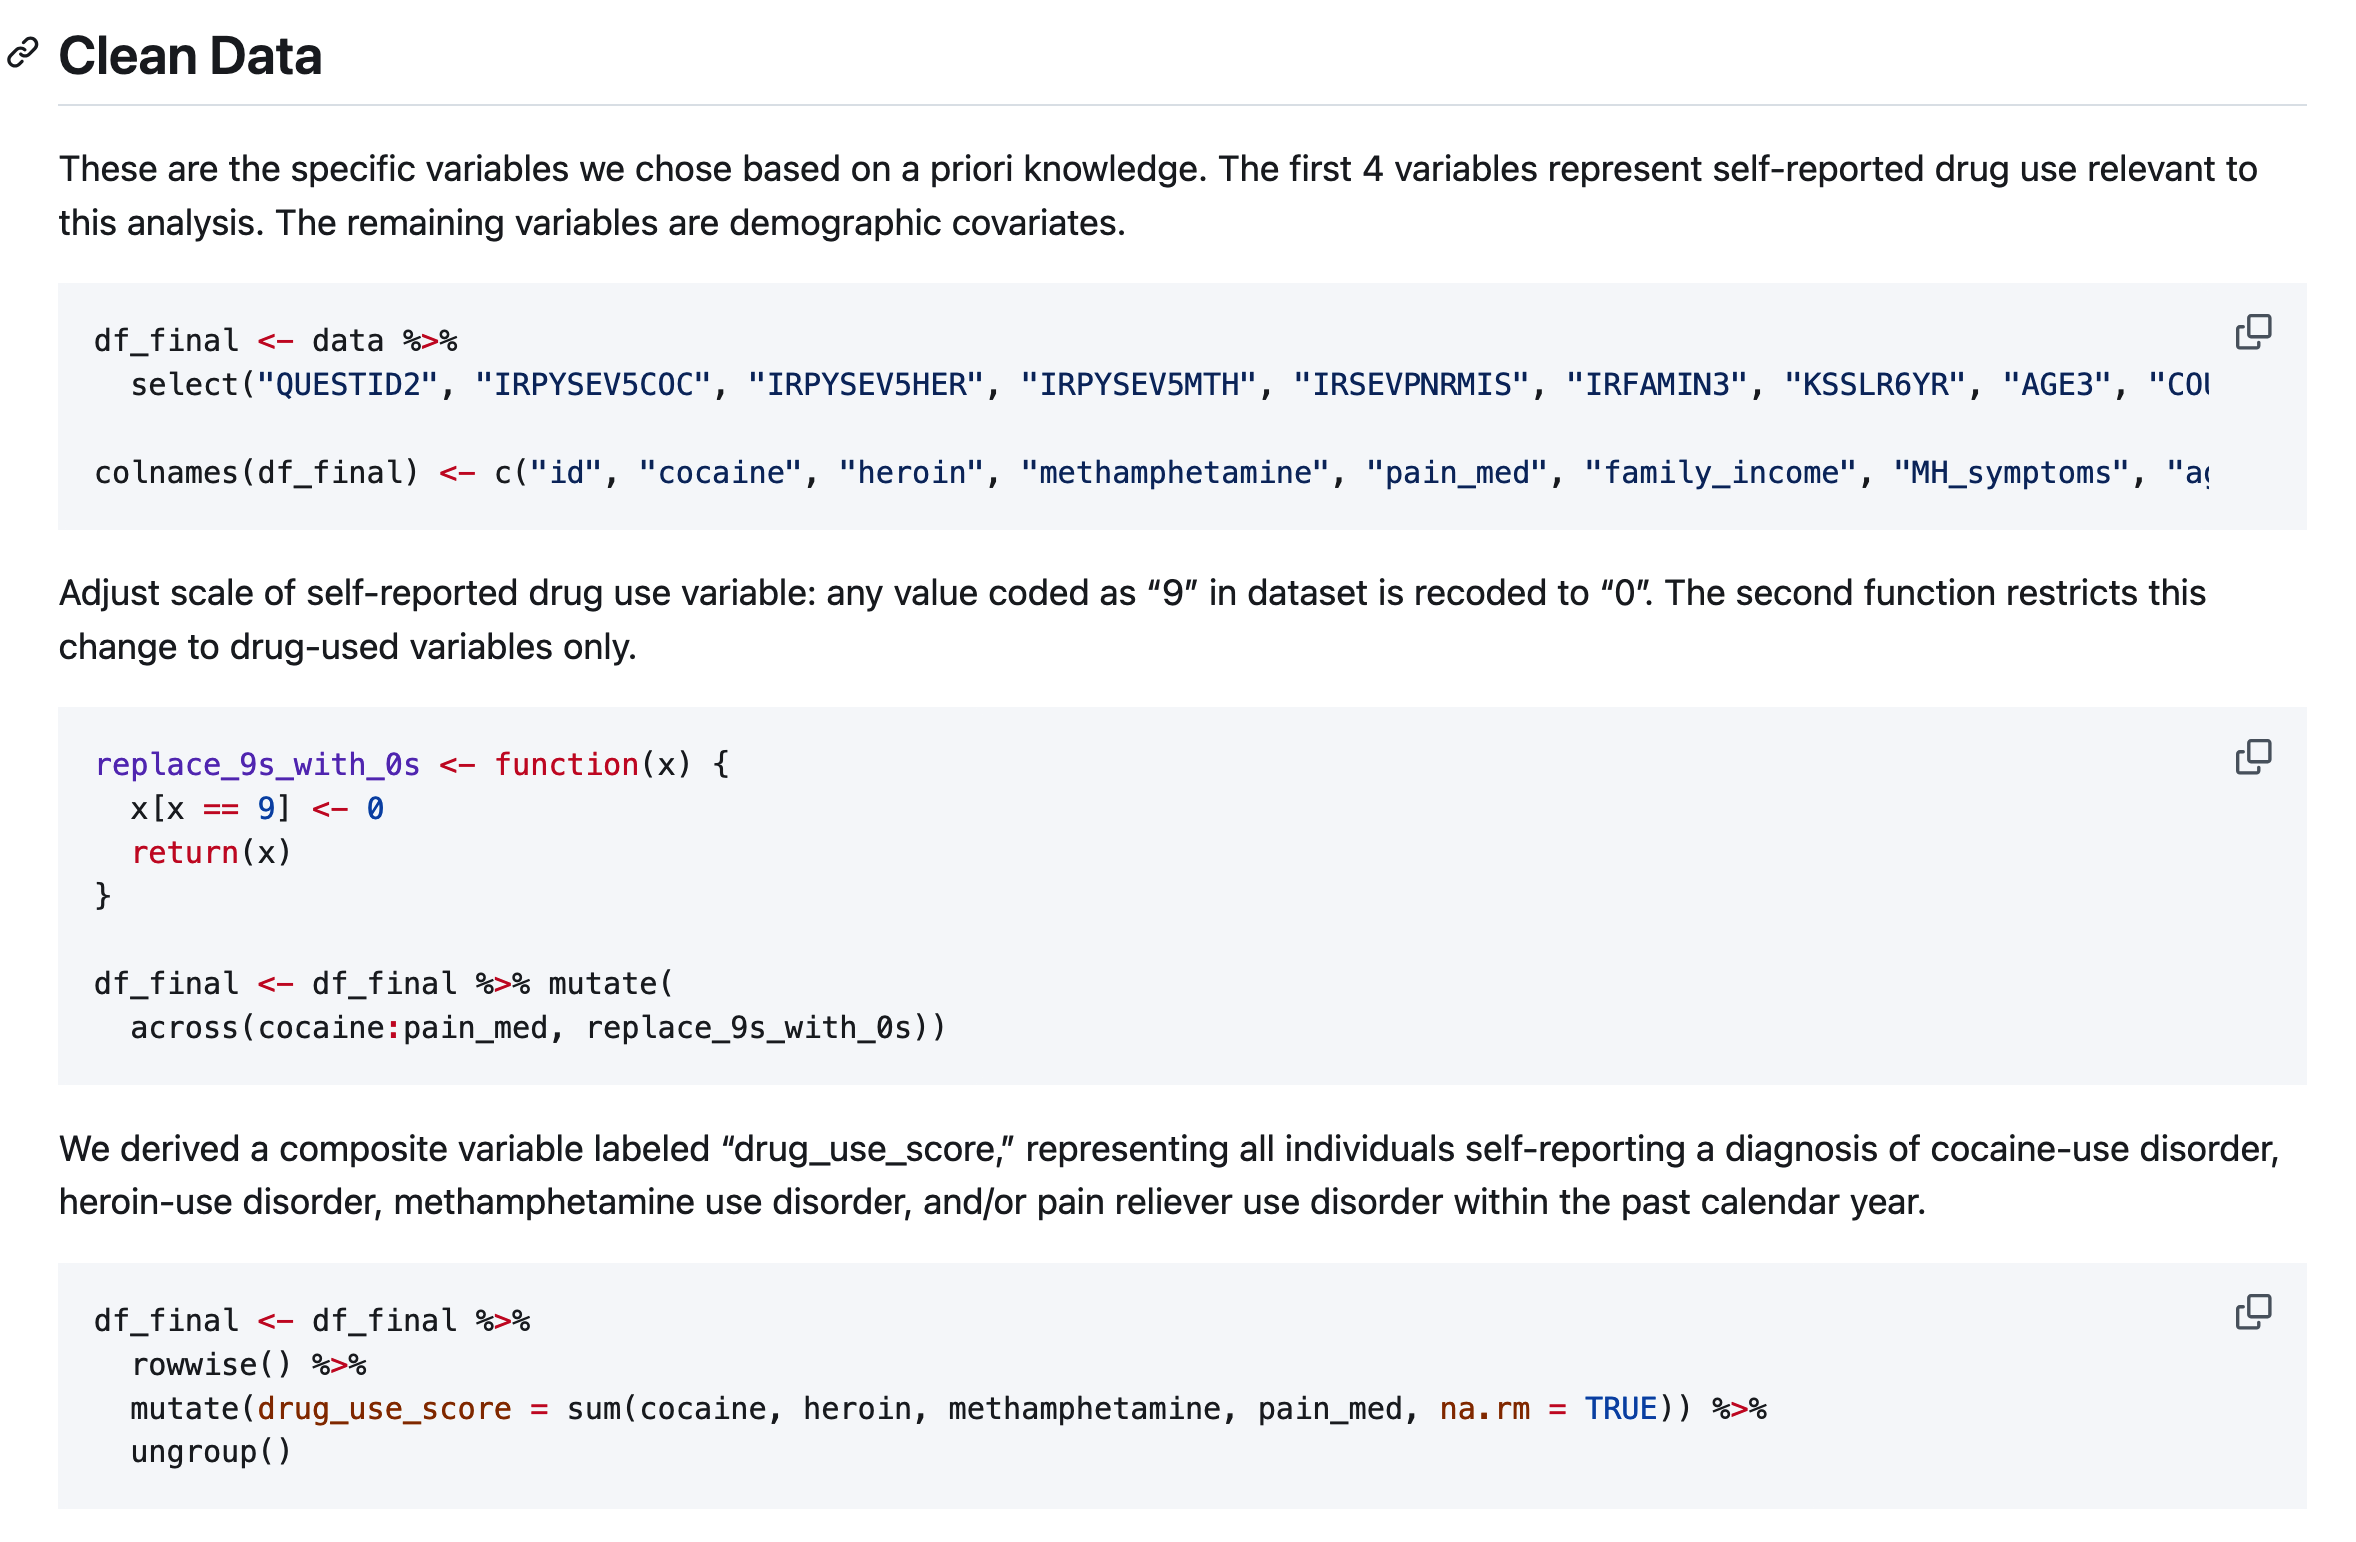 Clean Data
These are the specific variables we chose based on a priori knowledge. The first 4 variables represent self-reported drug use relevant to
this analysis. The remaining variables are demographic covariates.
df_final <- data %>%
  select("QUESTID2", "IRPYSEV5COC", "IRPYSEV5HER", "IRPYSEV5MTH", "IRSEVPNRMIS", "IRFAMIN3", "KSSLR6YR", "AGE3",
colnames(df_final) <- c("id", "cocaine", "heroin", "methamphetamine", "pain_med", "family_income", "MH_symptoms",
Adjust scale of self-reported drug use variable: any value coded as “9” in dataset is recoded to “0”. The second function restricts this
change to drug-used variables only.
replace_9s_with_0s <- function(x) {
  x[x == 9] <- 0
  return(x)
}
df_final <- df_final %>% mutate(
  across(cocaine:pain_med, replace_9s_with_0s))
We derived a composite variable labeled “drug_use_score,” representing all individuals self-reporting a diagnosis of cocaine-use disorder,
heroin-use disorder, methamphetamine use disorder, and/or pain reliever use disorder within the past calendar year.
df_final <- df_final %>%
  rowwise() %>%
  mutate(drug_use_score = sum(cocaine, heroin, methamphetamine, pain_med, na.rm = TRUE)) %>%
  ungroup()